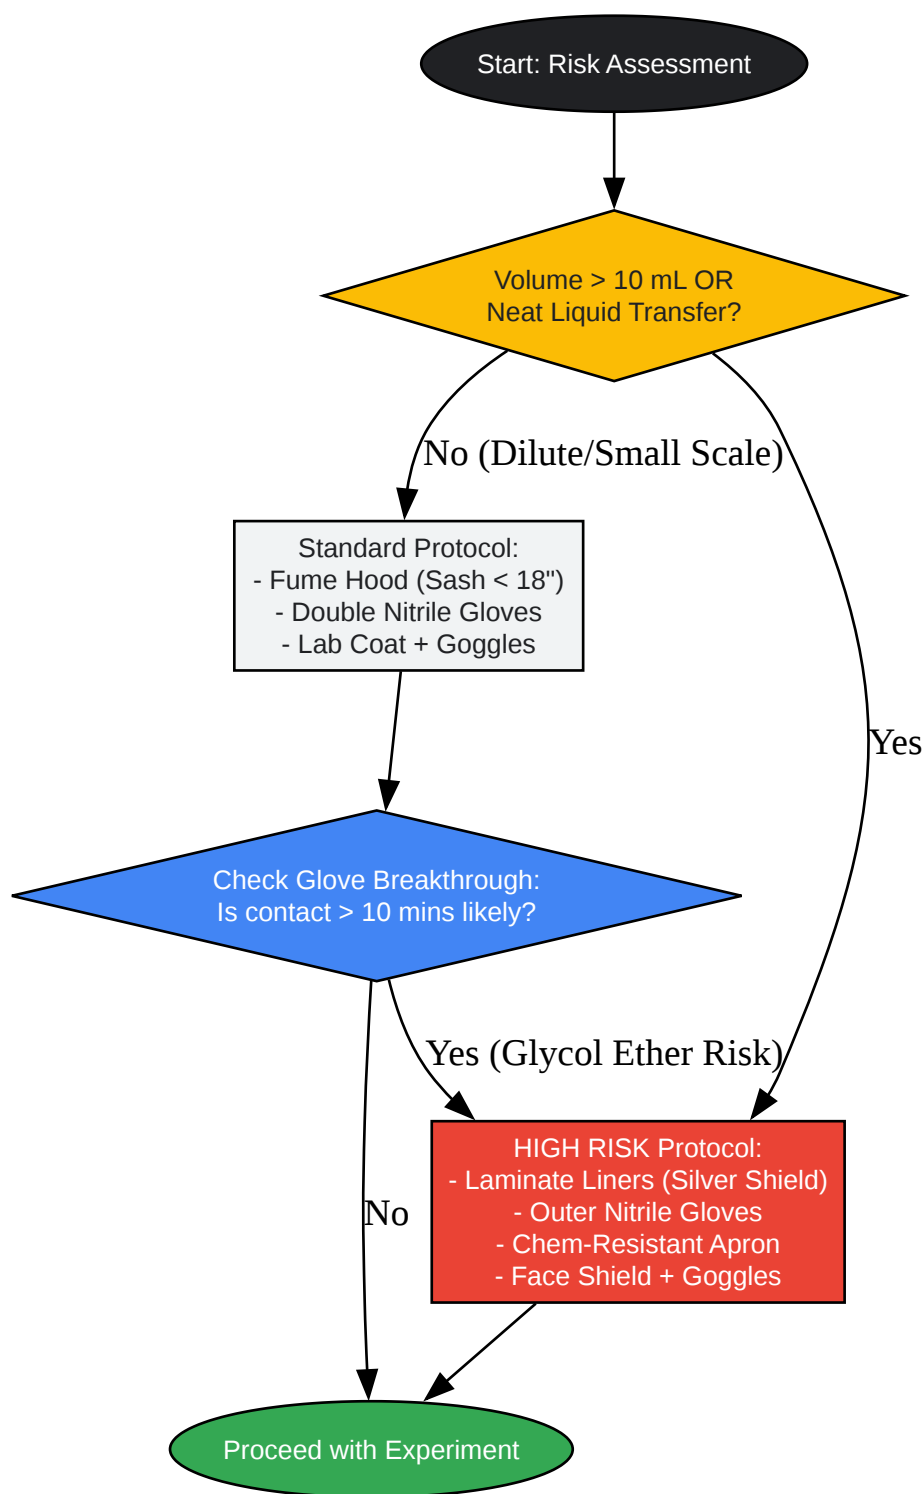 Start: Risk Assessment
Volume > 10 mL OR
Neat Liquid Transfer?
No (Dilute/Small Scale)
Standard Protocol:
- Fume Hood (Sash < 18")
- Double Nitrile Gloves
- Lab Coat + Goggles
Yes
Check Glove Breakthrough:
Is contact > 10 mins likely?
Yes (Glycol Ether Risk)
HIGH RISK Protocol:
- Laminate Liners (Silver Shield)
- Outer Nitrile Gloves
- Chem-Resistant Apron
- Face Shield + Goggles
No
Proceed with Experiment